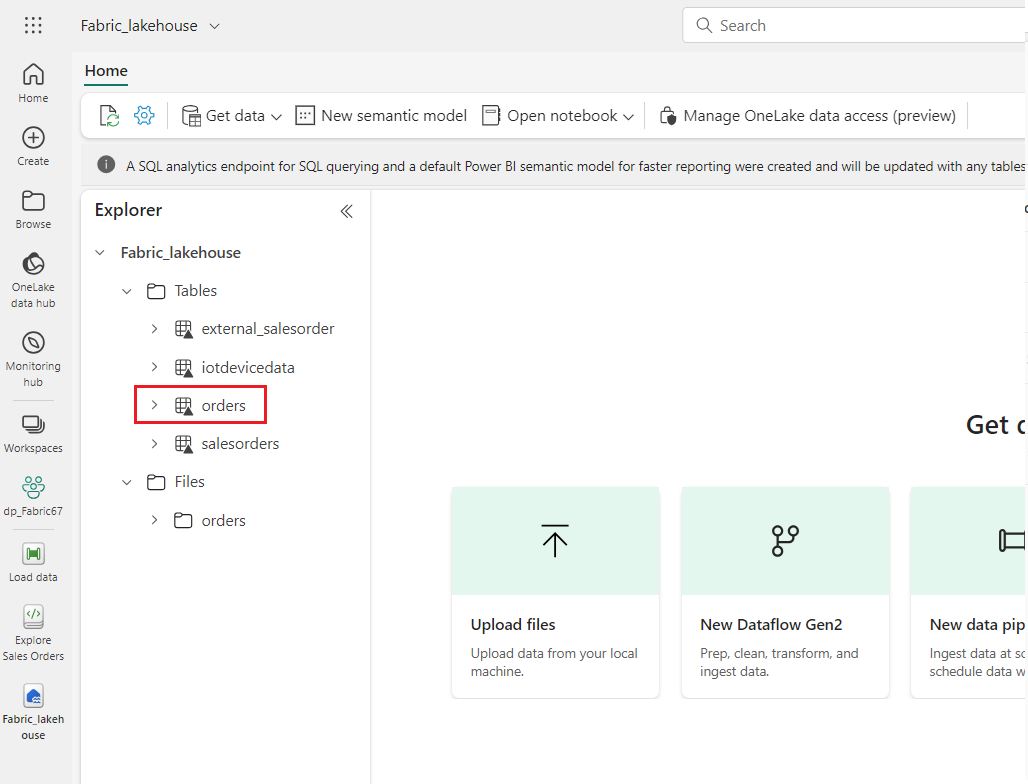 Fabric_lakehouse
Search
Home
Home
Get data
New semantic model
Open notebook
Manage OneLake data access (preview)
Create
A SQL analytics endpoint for SQL querying and a default Power BI semantic model for faster reporting were created and will be updated with any tables
Browse
OneLake
data hub
Monitoring
hub
Workspaces
dp_Fabric67
Load data
Explore
Sales Orders
Fabric_lakeh
ouse
Explorer
Fabric_lakehouse
Tables
external_salesorder
iotdevicedata
orders
salesorders
Files
orders
Get
Upload files
Upload data from your local
machine.
New Dataflow Gen2
Prep, clean, transform, and
ingest data.
New data pip
Ingest data at sc
schedule data w